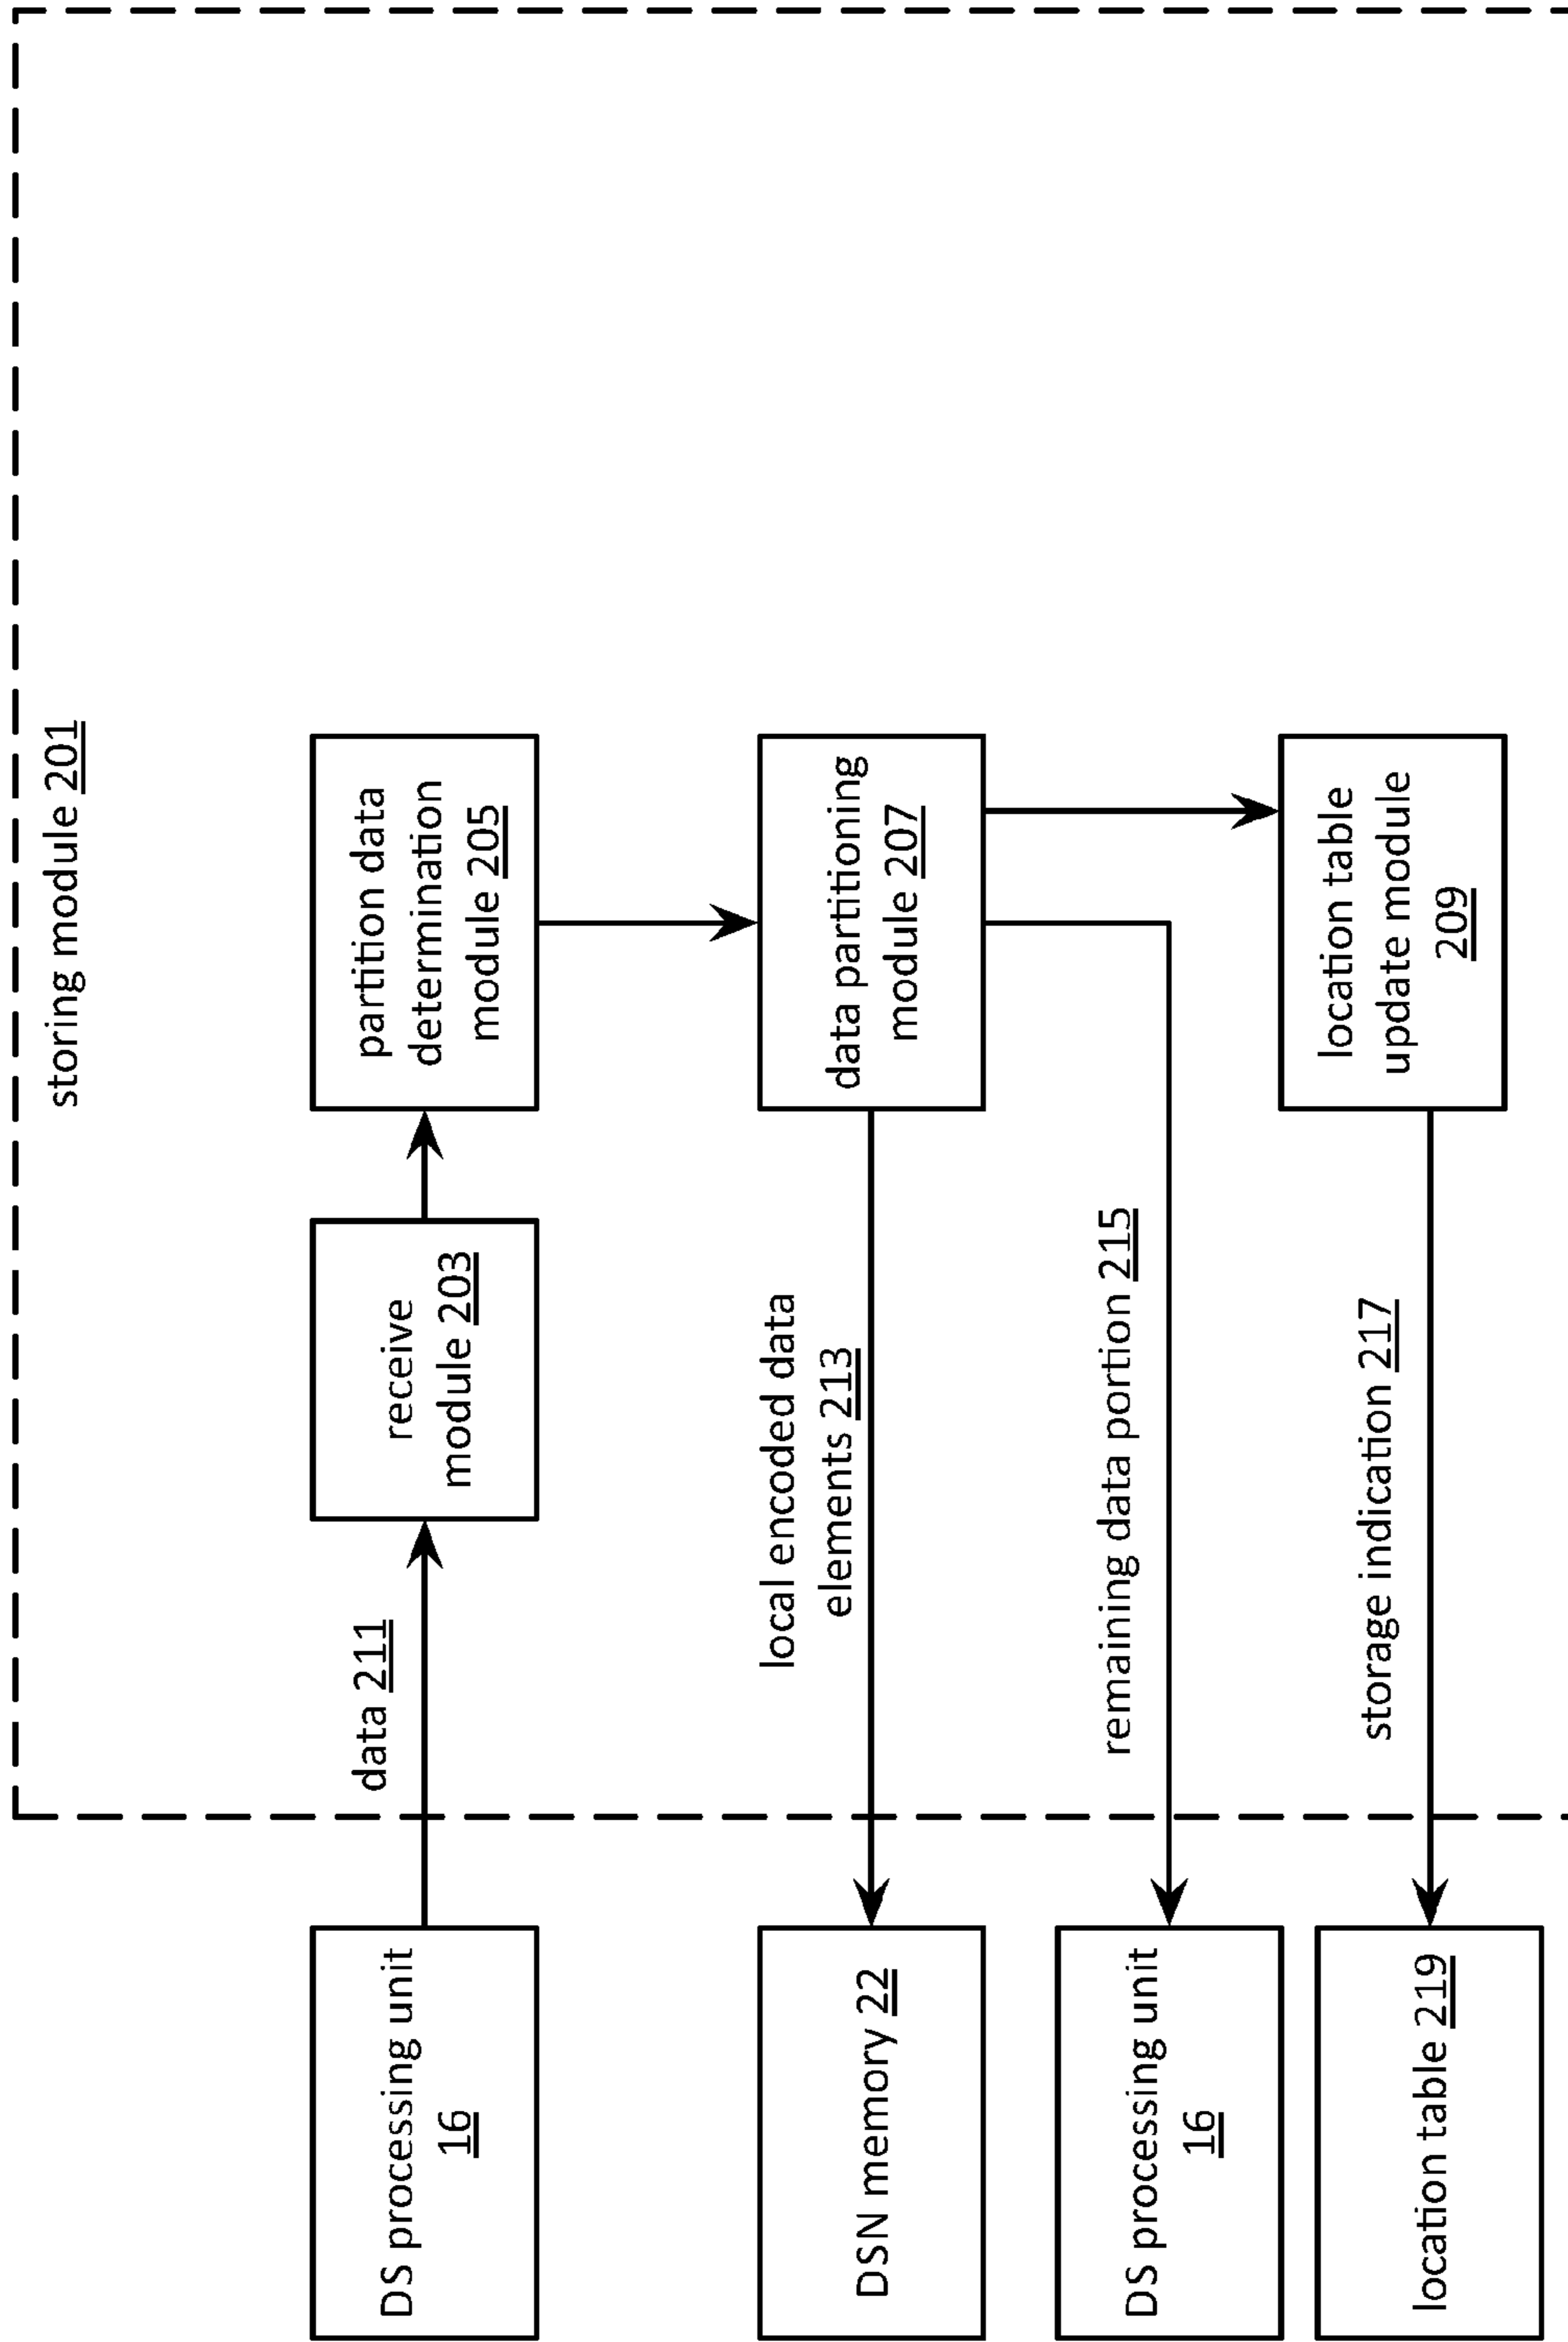 storing module 201
DS processing unit
16
data 211
receive
module 203
partition data
determination
module 205
DSN memory 22
local encoded data
elements 213
data partitioning
module 207
DS processing unit
16
remaining data portion 215
location table 219
storage indication 217
location table
update module
209